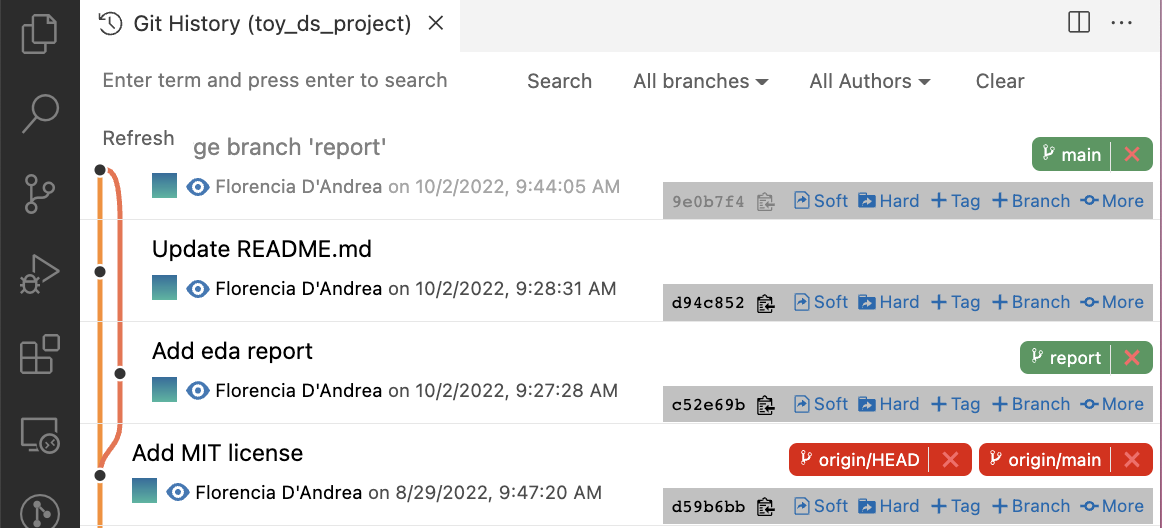 Git History (toy_ds_project)
Enter term and press enter to search Search All branches All Authors Clear
Refresh
ge branch 'report' main
Florencia D'Andrea on 10/2/2022, 9:44:05 AM 9e0b7f4 Soft Hard + Tag + Branch More
Update README.md
Florencia D'Andrea on 10/2/2022, 9:28:31 AM d94c852 Soft Hard + Tag + Branch More
Add eda report report
Florencia D'Andrea on 10/2/2022, 9:27:28 AM c52e69b Soft Hard + Tag + Branch More
Add MIT license origin/HEAD origin/main
Florencia D'Andrea on 8/29/2022, 9:47:20 AM d59b6bb Soft Hard + Tag + Branch More